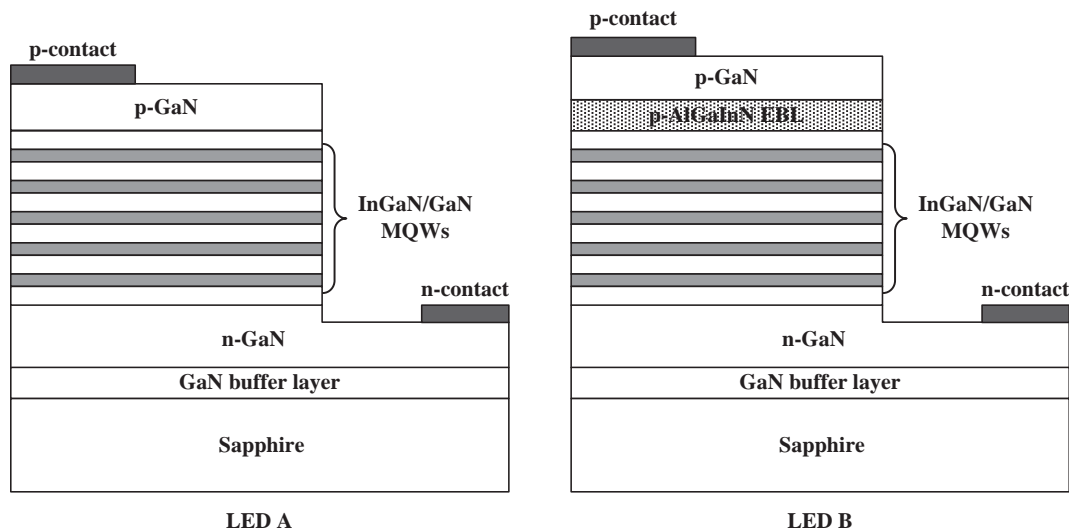 p-contact
p-GaN
InGaN/GaN
MQWs
n-contact
n-GaN
GaN buffer layer
Sapphire
LED A
p-contact
p-GaN
p-AlGaInN EBL
InGaN/GaN
MQWs
n-contact
n-GaN
GaN buffer layer
Sapphire
LED B